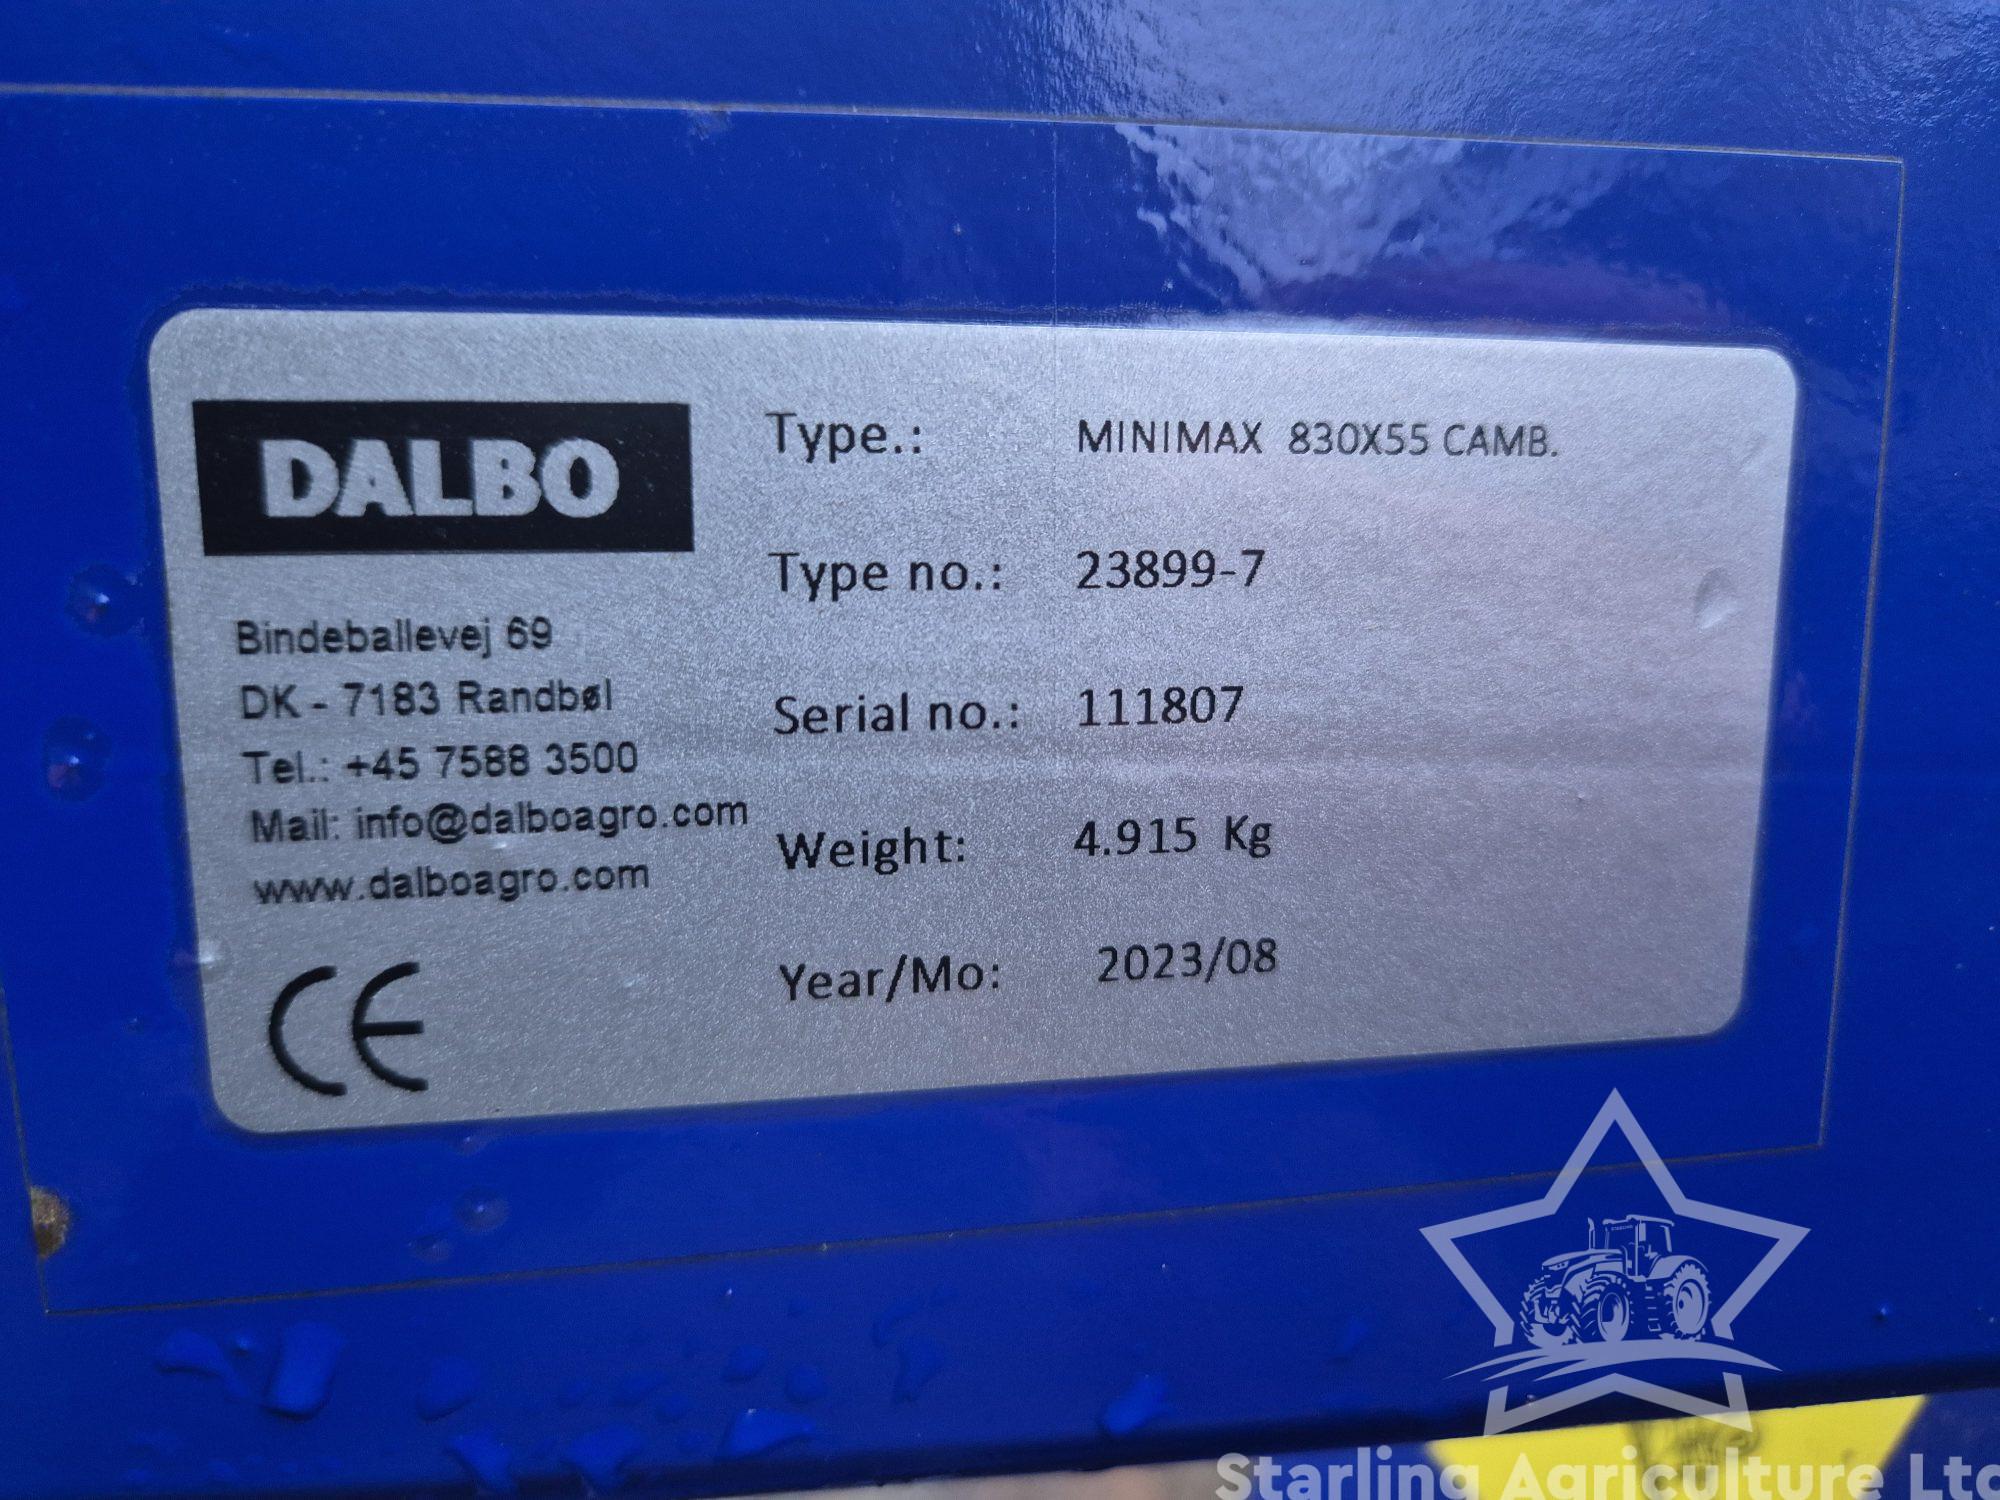 DALBO
Bindeballevej 69
DK - 7183 Randbøl
Tel.: +45 7588 3500
Mail: info@dalboagro.com
www.dalboagro.com
CE
Type.: MINIMAX 830X55 CAMB.
Type no.: 23899-7
Serial no.: 111807
Weight: 4.915 Kg
Year/Mo: 2023/08
Starling Agriculture Ltd